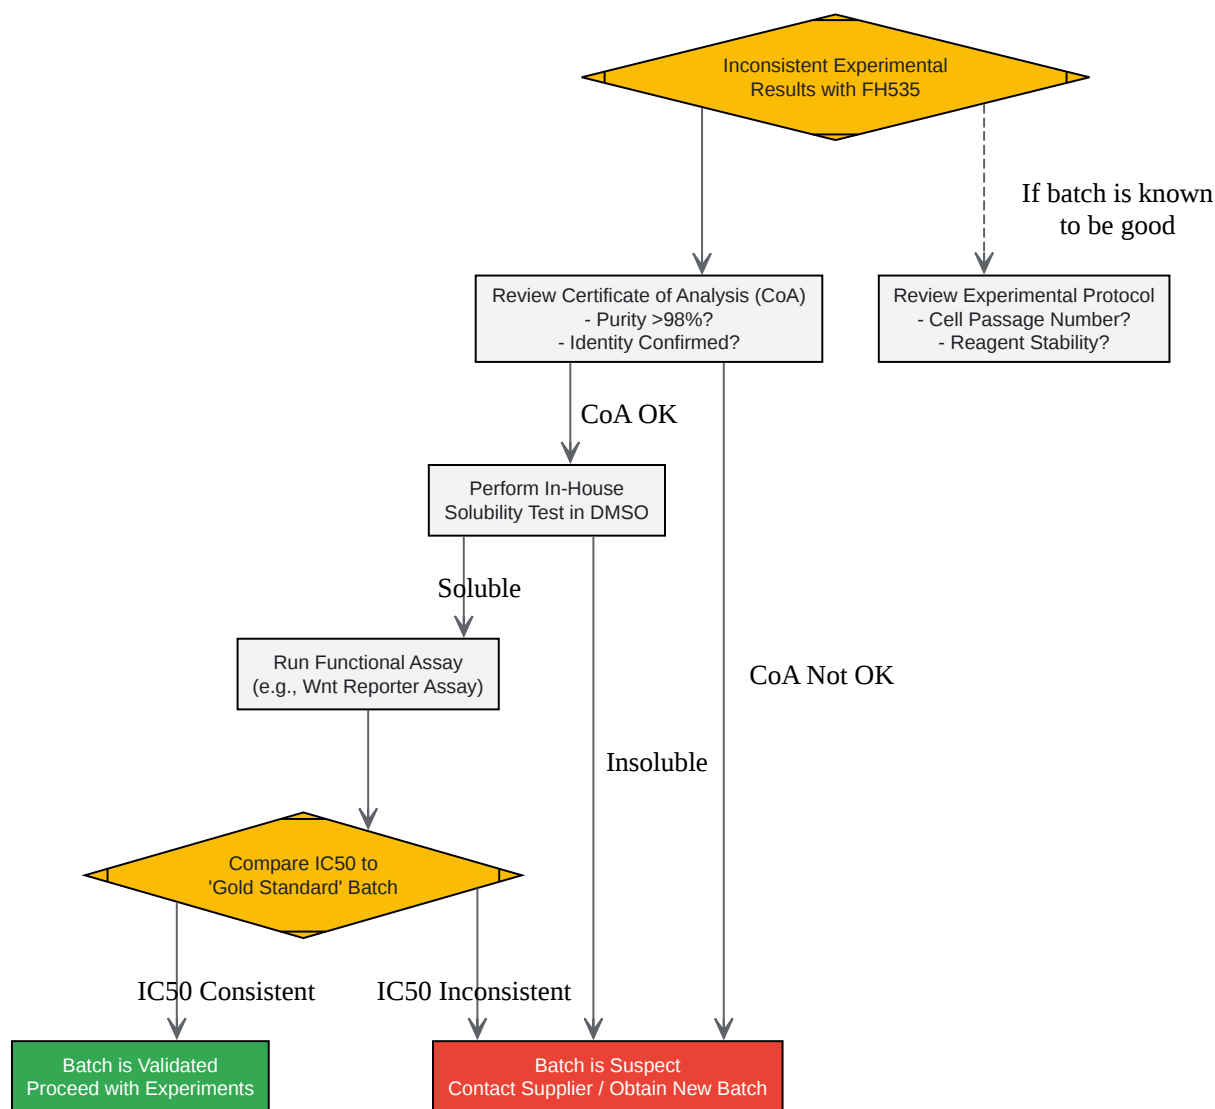 Inconsistent Experimental
Results with FH535
If batch is known
to be good
Review Certificate of Analysis (CoA)
- Purity >98%?
- Identity Confirmed?
Review Experimental Protocol
- Cell Passage Number?
- Reagent Stability?
CoA OK
Perform In-House
Solubility Test in DMSO
Soluble
Run Functional Assay
(e.g., Wnt Reporter Assay)
CoA Not OK
Insoluble
Compare IC50 to
'Gold Standard' Batch
IC50 Consistent
IC50 Inconsistent
Batch is Validated
Proceed with Experiments
Batch is Suspect
Contact Supplier / Obtain New Batch